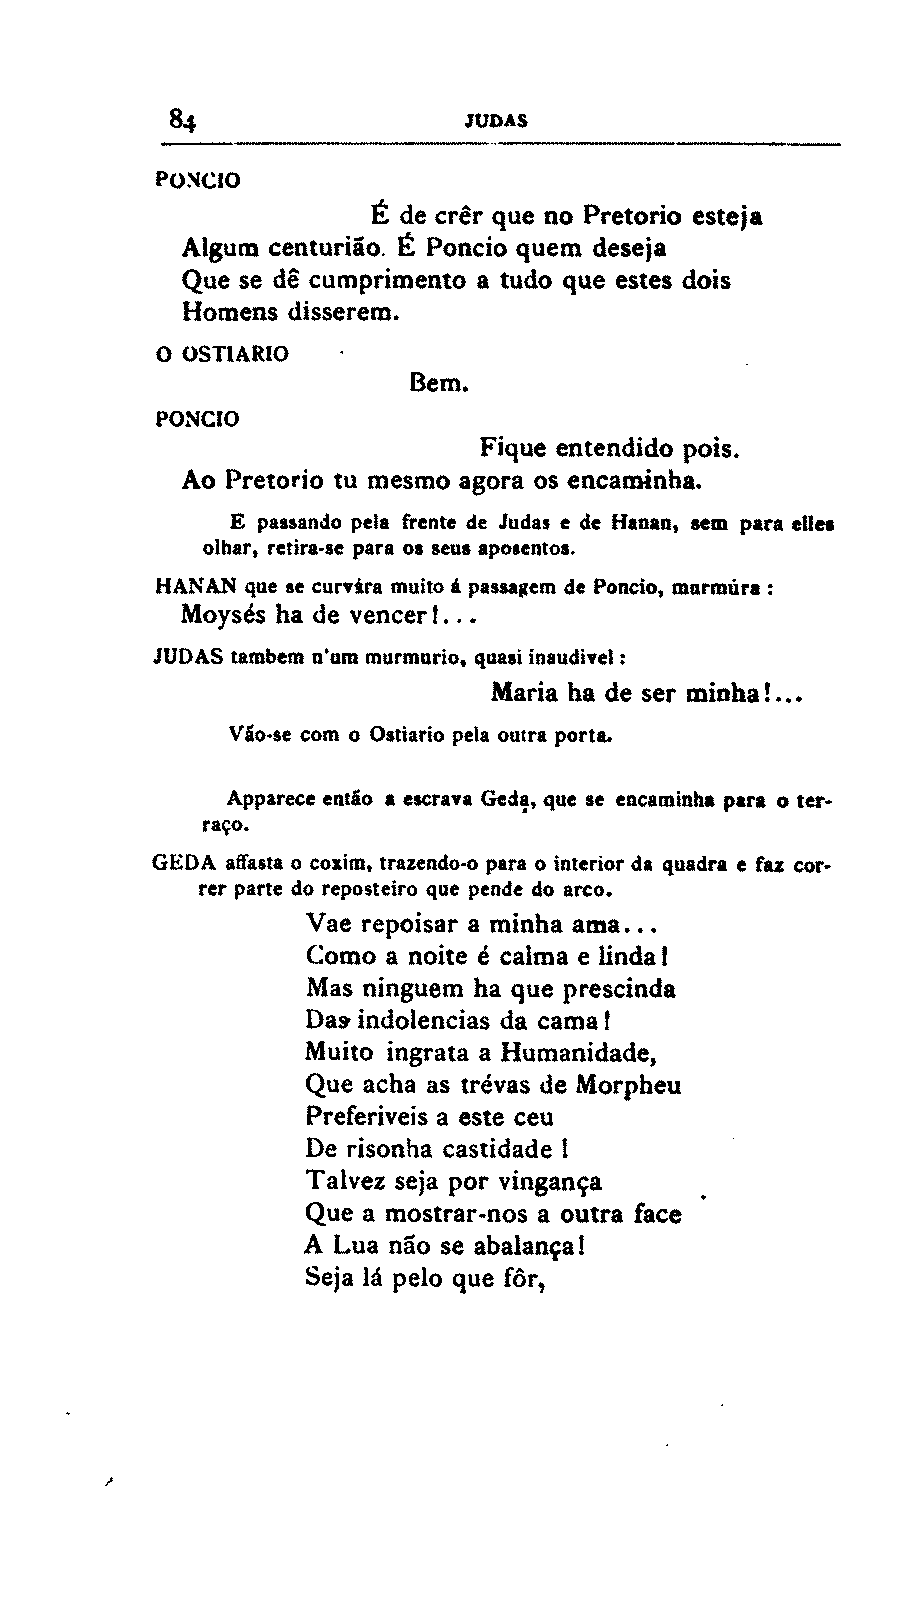 84 JUDAS
PONCIO
É de crêr que no Pretorio esteja
Algum centurião. É Poncio quem deseja
Que se dê cumprimento a tudo que estes dois
Homens disserem.
O OSTIARIO
Bem.
PONCIO
Fique entendido pois.
Ao Pretorio tu mesmo agora os encaminha.
E passando pela frente de Judas e de Hanan, sem para elles
olhar, retira-se para os seus aposentos.
HANAN que se curvára muito á passagem de Poncio, murmúra :
Moysés ha de vencer!...
JUDAS tambem n'um murmurio, quasi inaudivel :
Maria ha de ser minha!...
Vão-se com o Ostiario pela outra porta.
Apparece então a escrava Geda, que se encaminha para o ter-
raço.
GEDA affasta o coxim, trazendo-o para o interior da quadra e faz cor-
rer parte do reposteiro que pende do arco.
Vae repoisar a minha ama...
Como a noite é calma e linda!
Mas ninguem ha que prescinda
Das indolencias da cama!
Muito ingrata a Humanidade,
Que acha as trévas de Morpheu
Preferiveis a este ceu
De risonha castidade!
Talvez seja por vingança
Que a mostrar-nos a outra face
A Lua não se abalança!
Seja lá pelo que fôr,